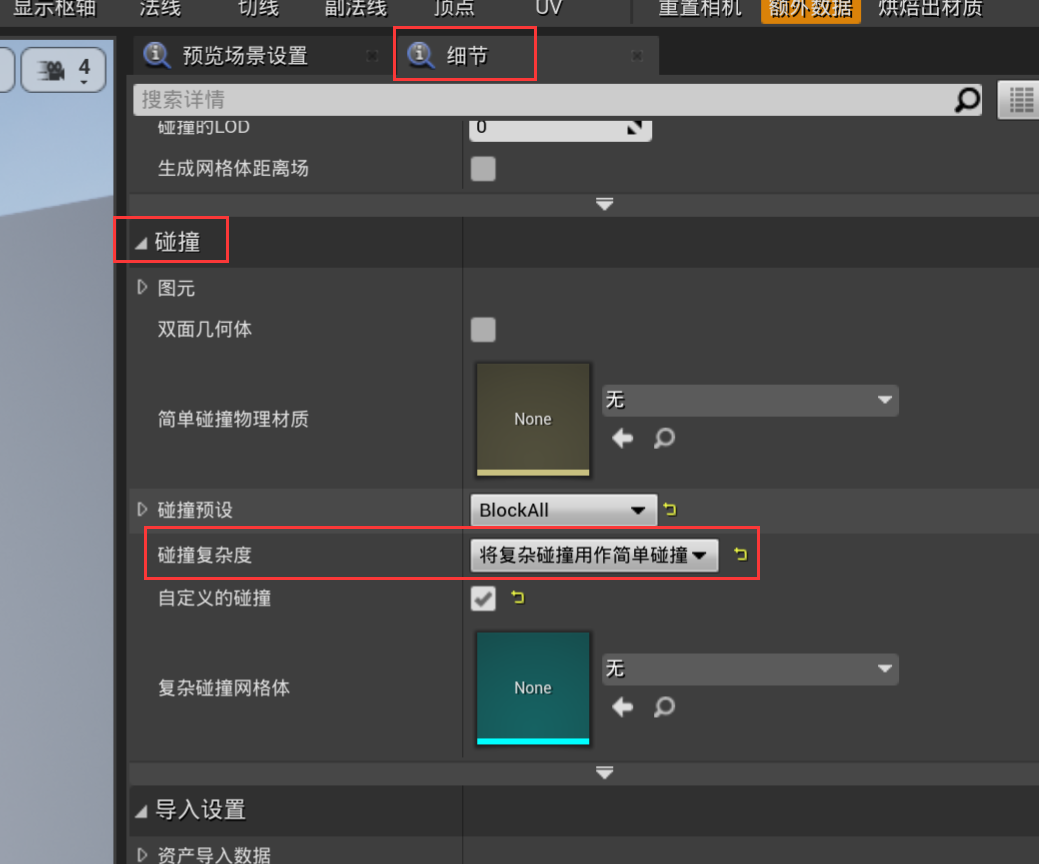 显示枢轴 法线 切线 副法线 顶点 UV 重置相机 额外数据 烘焙出材质
4 预览场景设置 细节
搜索详情
碰撞的LOD 0
生成网格体距离场
碰撞
图元
双面几何体
简单碰撞物理材质 None 无
碰撞预设 BlockAll
碰撞复杂度 将复杂碰撞用作简单碰撞
自定义的碰撞
复杂碰撞网格体 None 无
导入设置
资产导入数据